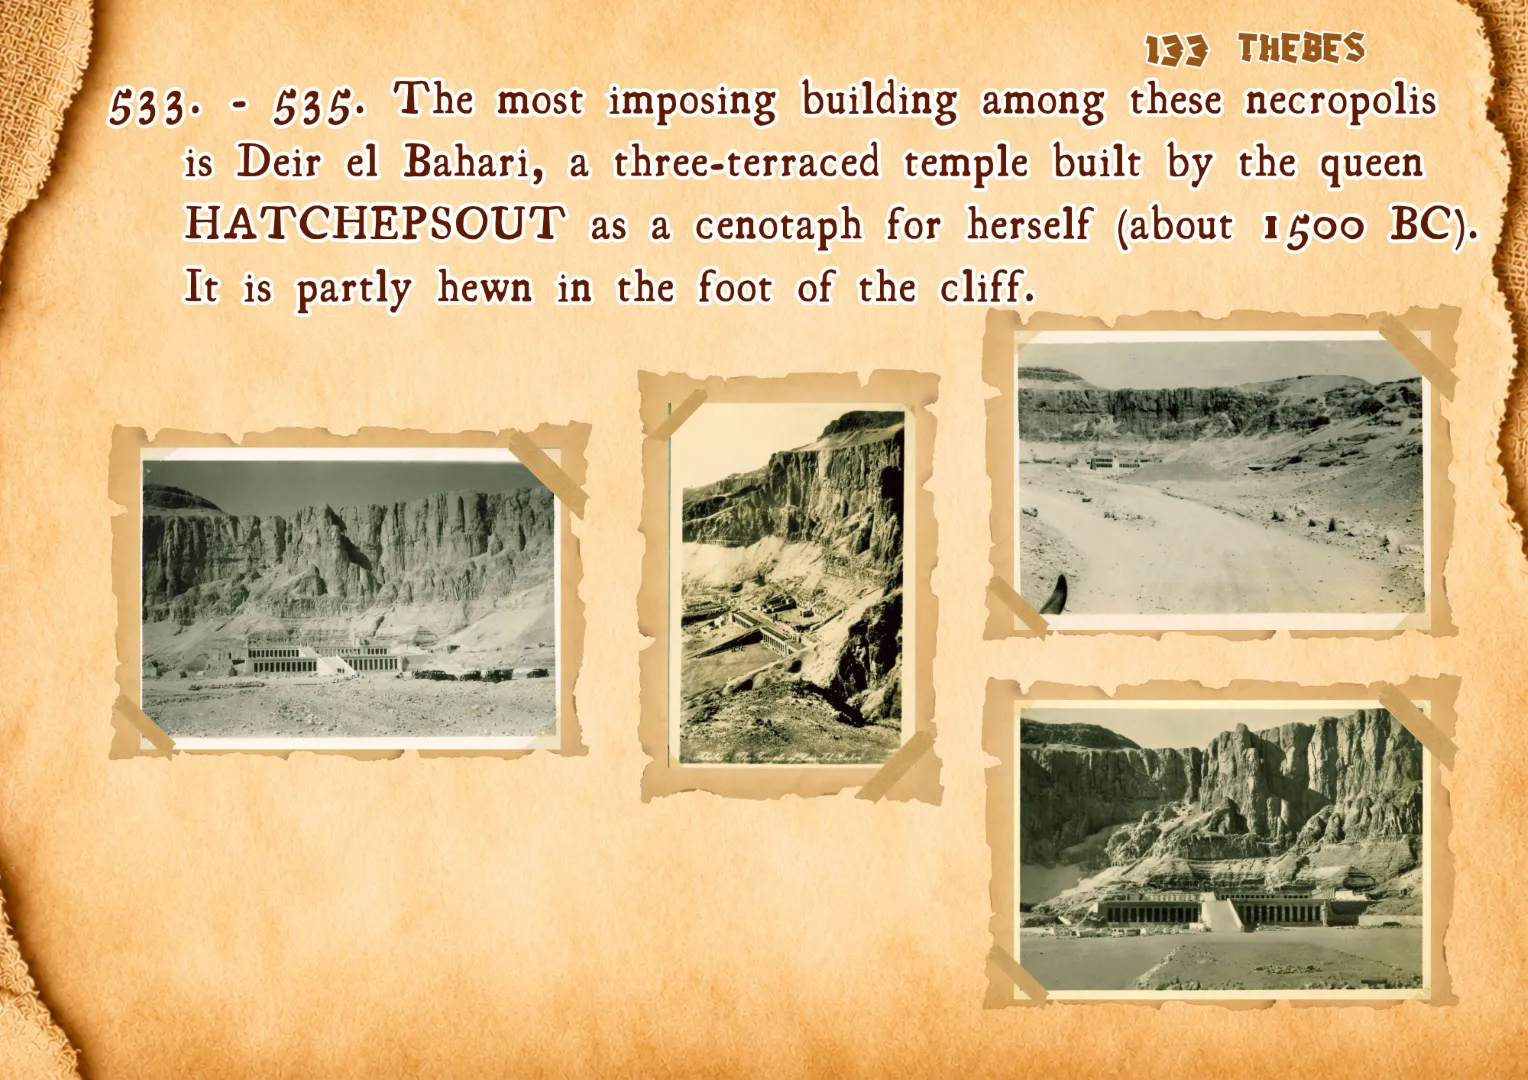 133 THEBES
533. - 535. The most imposing building among these necropolis
is Deir el Bahari, a three-terraced temple built by the queen
HATCHEPSOUT as a cenotaph for herself (about 1500 BC).
It is partly hewn in the foot of the cliff.